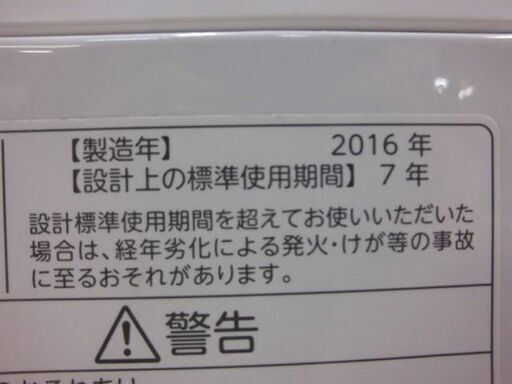 【製造年】 2016 年
【設計上の標準使用期間】 7 年
設計標準使用期間を超えてお使いいただいた
場合は、経年劣化による発火・けが等の事故
に至るおそれがあります。
警告